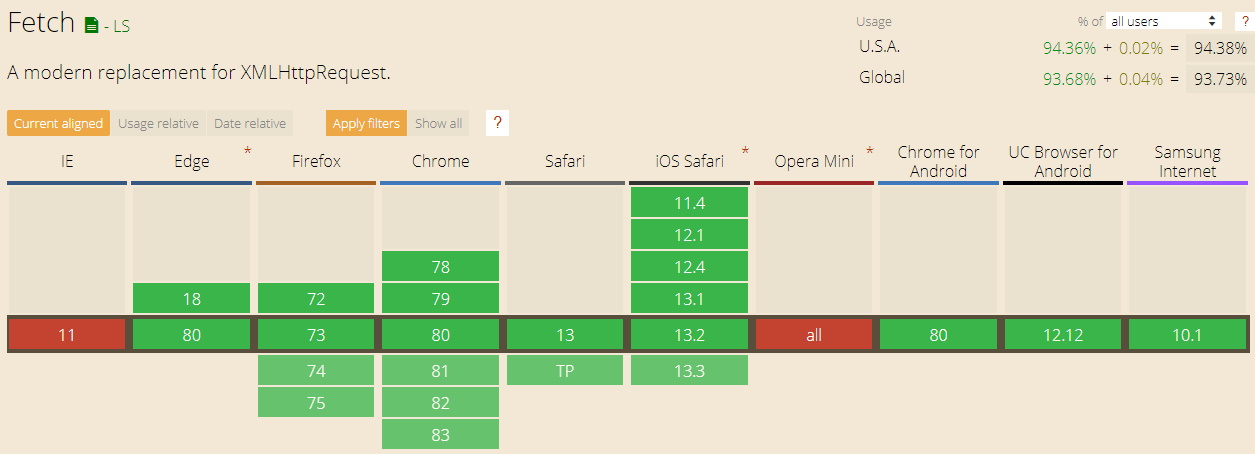 Fetch - LS
Usage % of all users ?
U.S.A. 94.36% + 0.02% = 94.38%
Global 93.68% + 0.04% = 93.73%
A modern replacement for XMLHttpRequest.
Current aligned Usage relative Date relative Apply filters Show all ?
IE Edge * Firefox Chrome Safari iOS Safari * Opera Mini * Chrome for Android UC Browser for Android Samsung Internet
11.4
12.1
78 12.4
18 72 79 13.1
11 80 73 80 13 13.2 all 80 12.12 10.1
74 81 TP 13.3
75 82
83